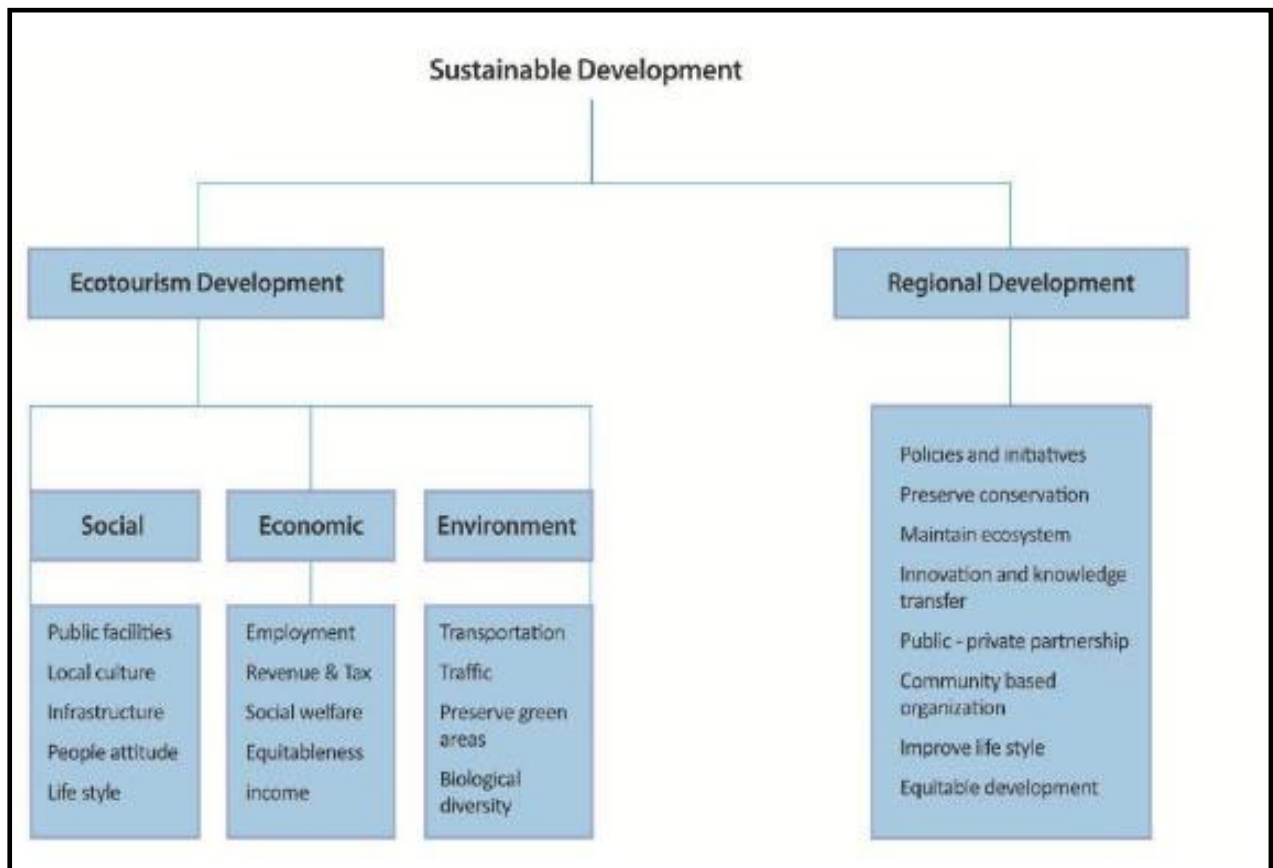 Sustainable Development
Ecotourism Development
Regional Development
Social
Economic
Environment
Public facilities
Local culture
Infrastructure
People attitude
Life style
Employment
Revenue & Tax
Social welfare
Equitableness
income
Transportation
Traffic
Preserve green
areas
Biological
diversity
Policies and initiatives
Preserve conservation
Maintain ecosystem
Innovation and knowledge
transfer
Public - private partnership
Community based
organization
Improve life style
Equitable development